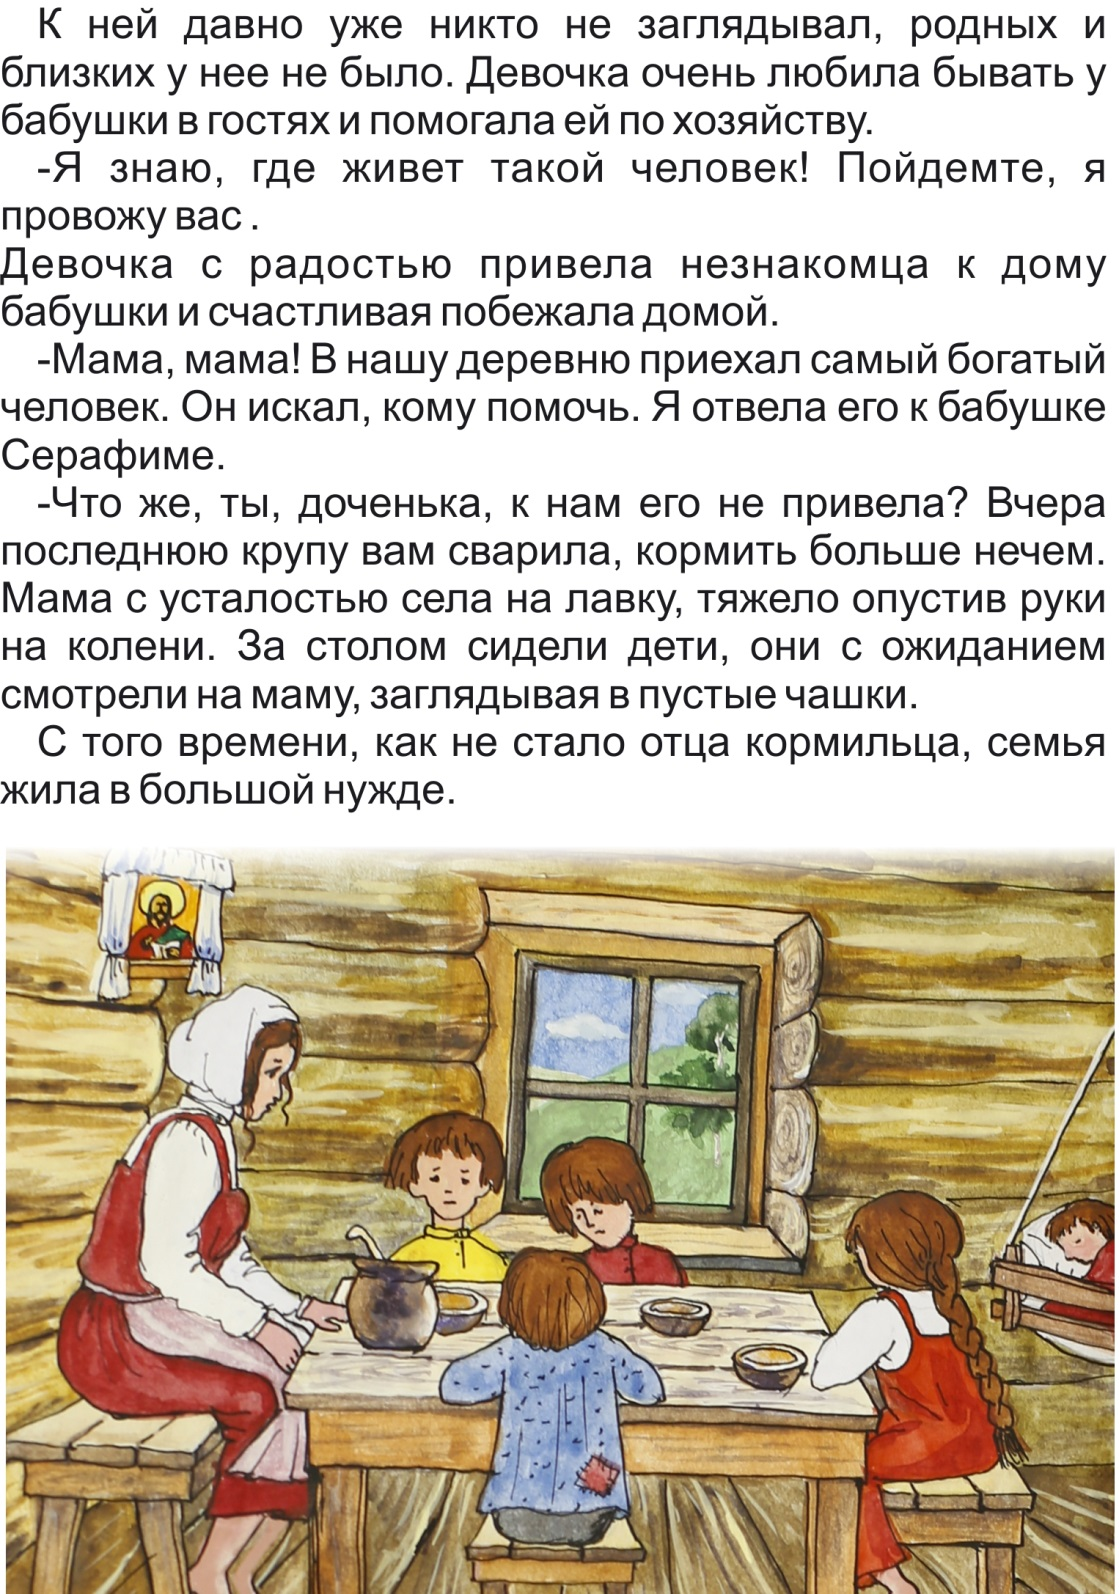 К ней давно уже никто не заглядывал, родных и
близких у нее не было. Девочка очень любила бывать у
бабушки в гостях и помогала ей по хозяйству.
-Я знаю, где живет такой человек! Пойдемте, я
провожу вас .
Девочка с радостью привела незнакомца к дому
бабушки и счастливая побежала домой.
-Мама, мама! В нашу деревню приехал самый богатый
человек. Он искал, кому помочь. Я отвела его к бабушке
Серафиме.
-Что же, ты, доченька, к нам его не привела? Вчера
последнюю крупу вам сварила, кормить больше нечем.
Мама с усталостью села на лавку, тяжело опустив руки
на колени. За столом сидели дети, они с ожиданием
смотрели на маму, заглядывая в пустые чашки.
С того времени, как не стало отца кормильца, семья
жила в большой нужде.